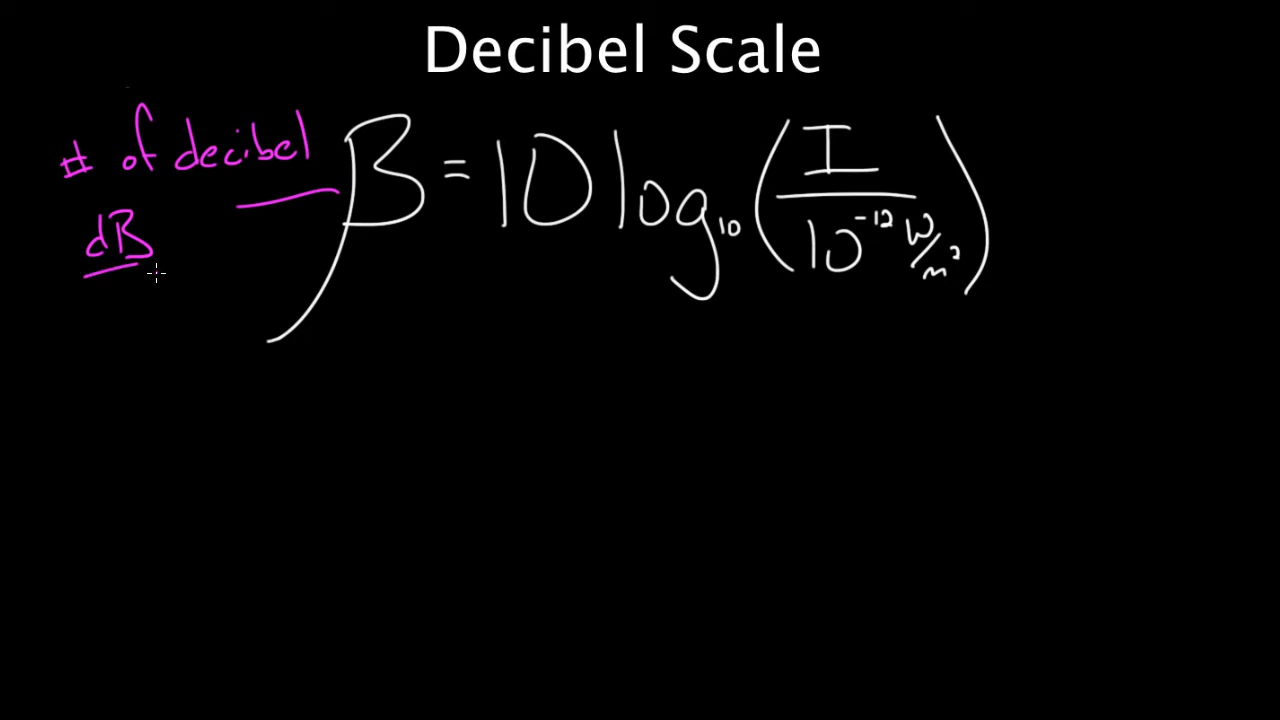 Decibel Scale
# of decibel
β = 10 log₁₀ (I / 10⁻¹² W/m²)
dB